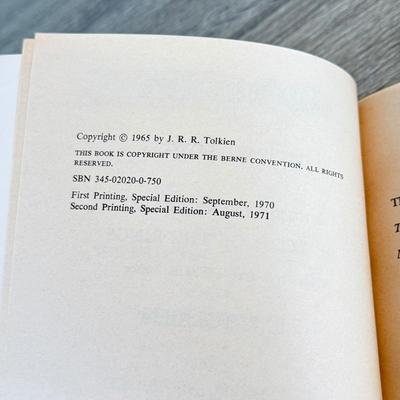 Copyright © 1965 by J. R. R. Tolkien
THIS BOOK IS COPYRIGHT UNDER THE BERNE CONVENTION. ALL RIGHTS
RESERVED.
SBN 345-02020-0-750
First Printing, Special Edition: September, 1970
Second Printing, Special Edition: August, 1971